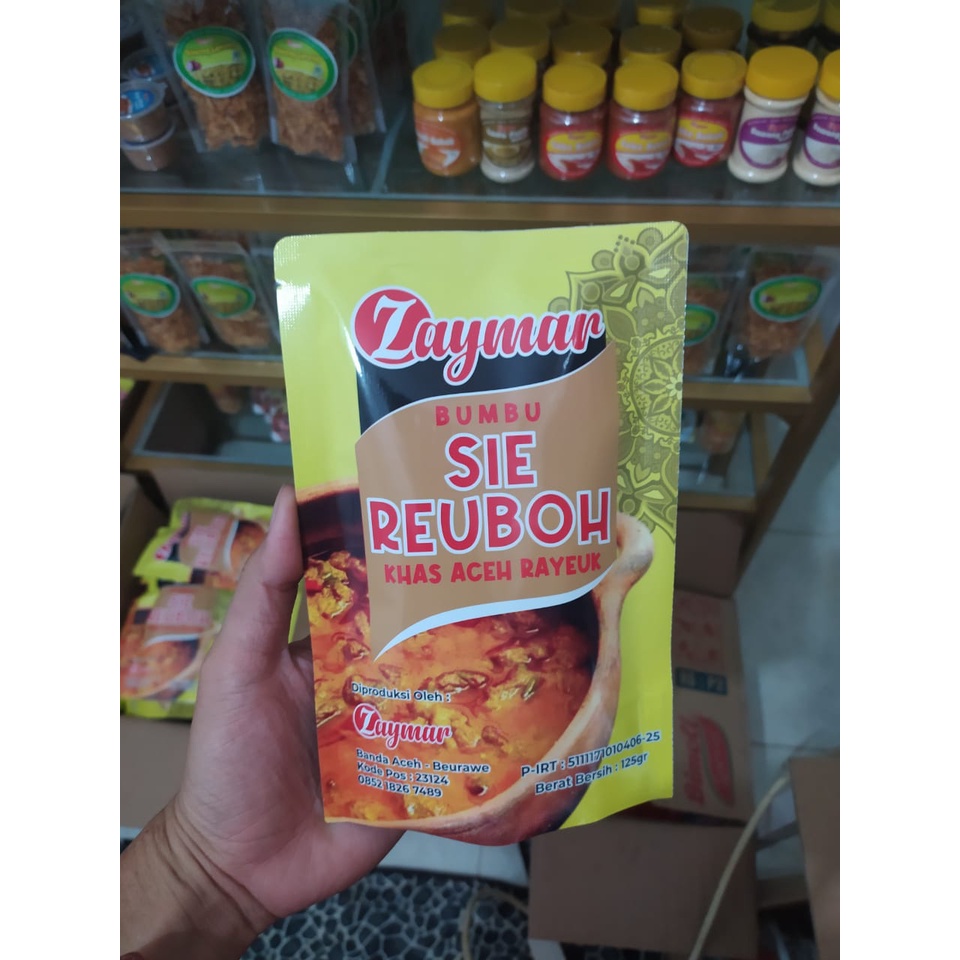 Zaymar
BUMBU
SIE
REUBOH
KHAS ACEH RAYEUK
Diproduksi Oleh :
Zaymar
Banda Aceh - Beurawe
Kode Pos : 23124
0852 1826 7489
P-IRT : 5111171010406-25
Berat Bersih : 125gr